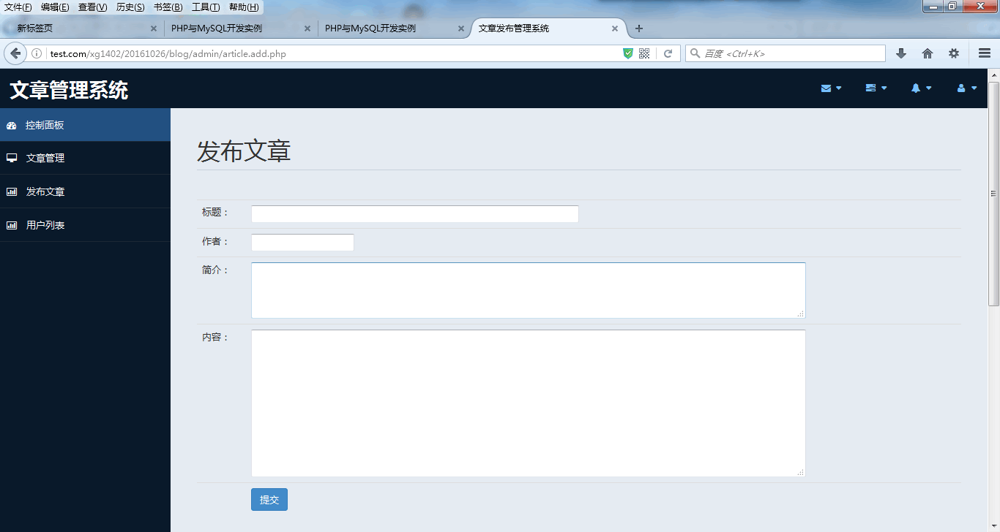 文件(F) 编辑(E) 查看(V) 历史(S) 书签(B) 工具(T) 帮助(H)
新标签页 PHP与MySQL开发实例 PHP与MySQL开发实例 文章发布管理系统
test.com/xg1402/20161026/blog/admin/article.add.php 百度 <Ctrl+K>
文章管理系统
控制面板
文章管理
发布文章
用户列表
发布文章
标题：
作者：
简介：
内容：
提交